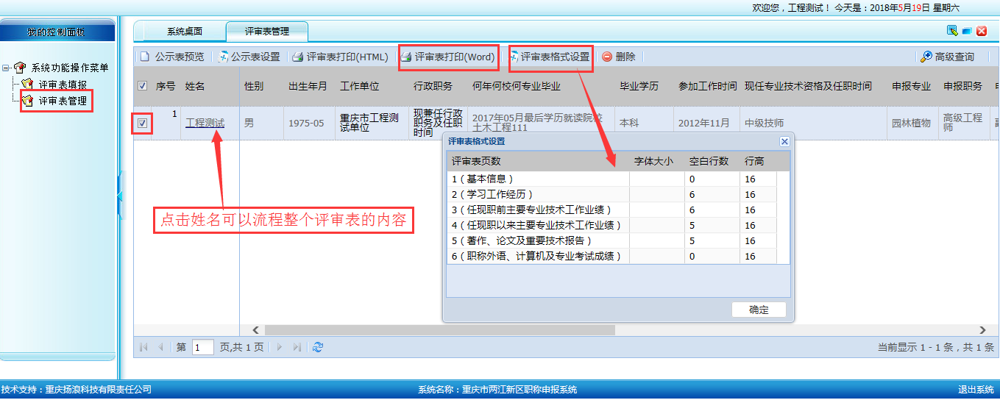 欢迎您，工程测试！ 今天是：2018年5月19日 星期六
我的控制面板
系统桌面
评审表管理
公示表预览
公示表设置
评审表打印(HTML)
评审表打印(Word)
评审表格式设置
删除
高级查询
系统功能操作菜单
评审表填报
评审表管理
序号 姓名 性别 出生年月 工作单位 行政职务 何年何校何专业毕业 毕业学历 参加工作时间 现任专业技术资格及任职时间 申报专业 申报职务
1
工程测试
男
1975-05
重庆市工程测
试单位
现兼任行政
职务及任职
时间
2017年05月最后学历就读院校
土木工程111
本科
2012年11月
中级技师
园林植物
高级工程
师
评审表格式设置
评审表页数 字体大小 空白行数 行高
1（基本信息） 0 16
2（学习工作经历） 6 16
3（任现职前主要专业技术工作业绩） 6 16
4（任现职以来主要专业技术工作业绩） 5 16
5（著作、论文及重要技术报告） 5 16
6（职称外语、计算机及专业考试成绩） 0 16
确定
点击姓名可以流程整个评审表的内容
第 1 页,共 1 页
当前显示 1 - 1 条，共 1 条
技术支持：重庆扬浪科技有限责任公司
系统名称：重庆市两江新区职称申报系统
退出系统